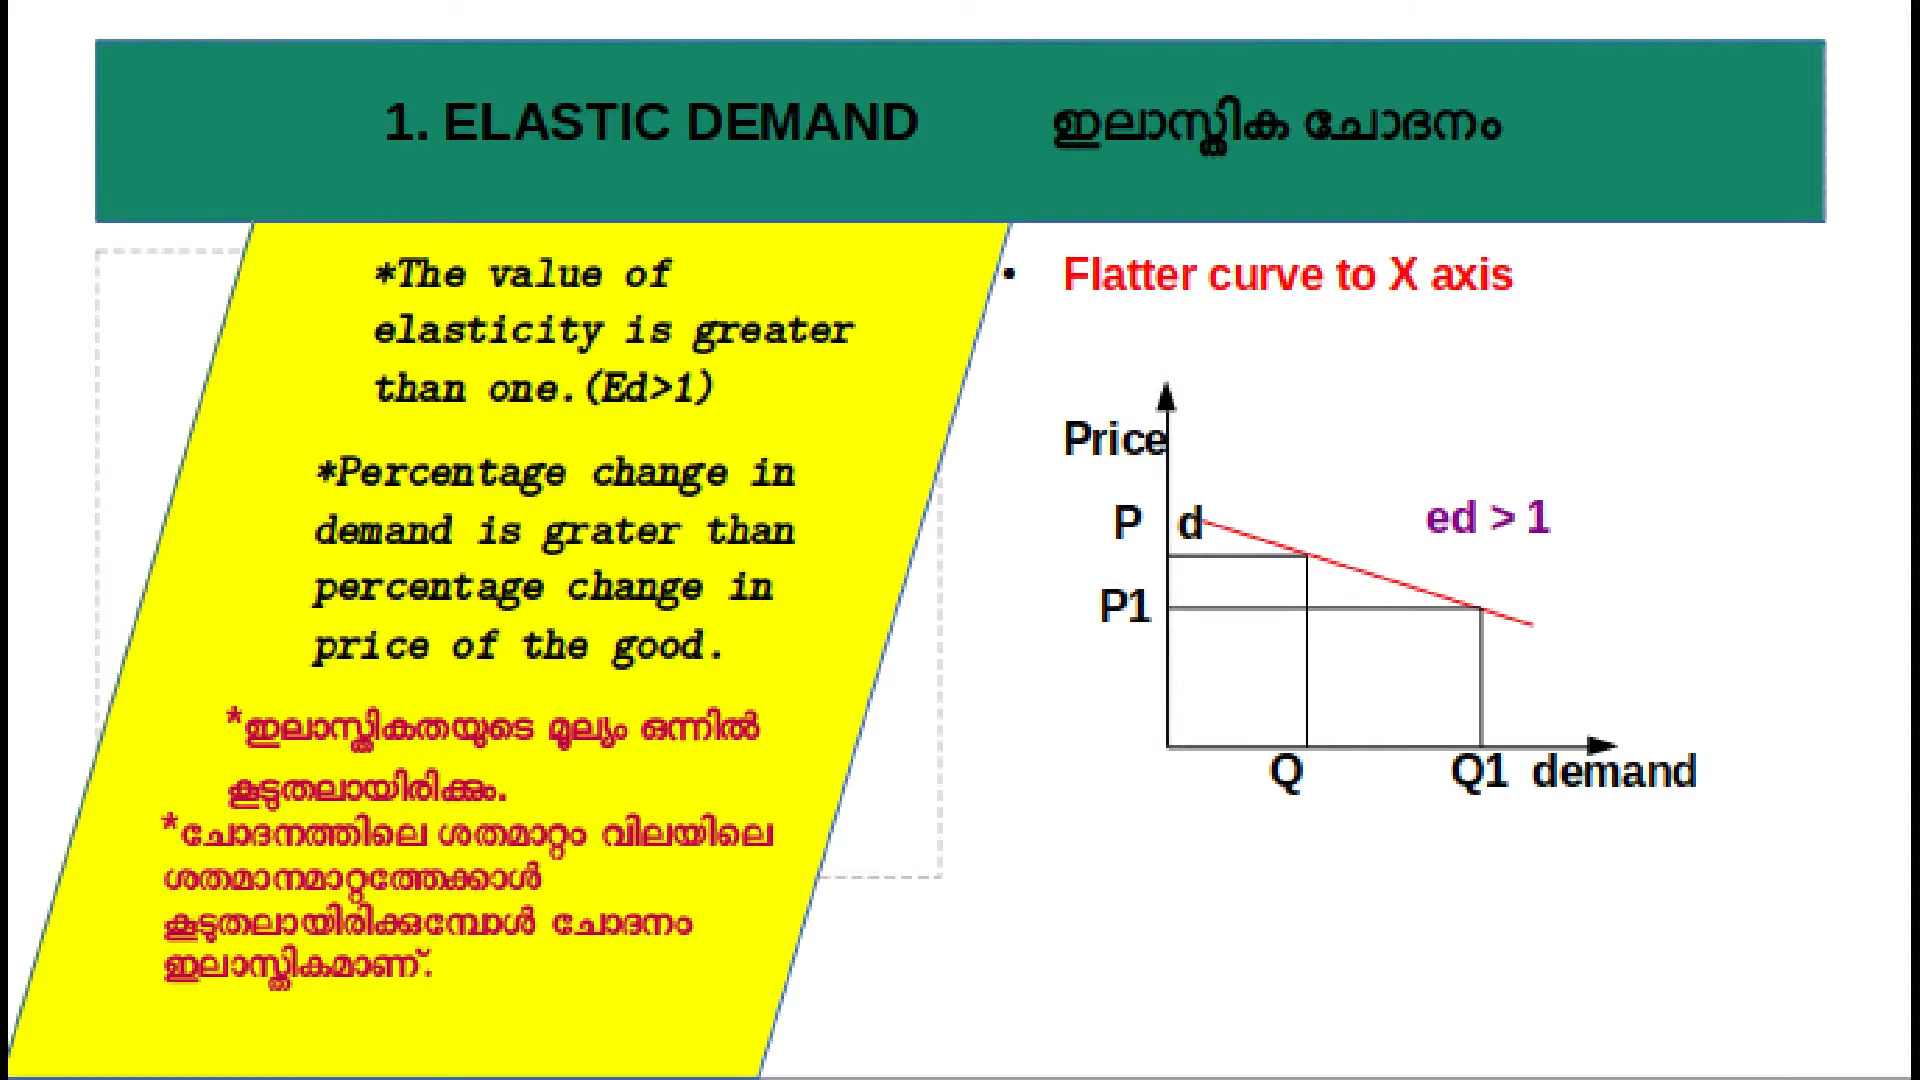 1. ELASTIC DEMAND ഇലാസ്തിക ചോദനം
*The value of
elasticity is greater
than one.(Ed>1)
*Percentage change in
demand is grater than
percentage change in
price of the good.
*ഇലാസ്തികതയുടെ മൂല്യം ഒന്നിൽ
കൂടുതലായിരിക്കും.
*ചോദനത്തിലെ ശതമാറ്റം വിലയിലെ
ശതമാനമാറ്റത്തേക്കാൾ
കൂടുതലായിരിക്കുമ്പോൾ ചോദനം
ഇലാസ്തികമാണ്.
• Flatter curve to X axis
Price
P d
ed > 1
P1
Q Q1 demand